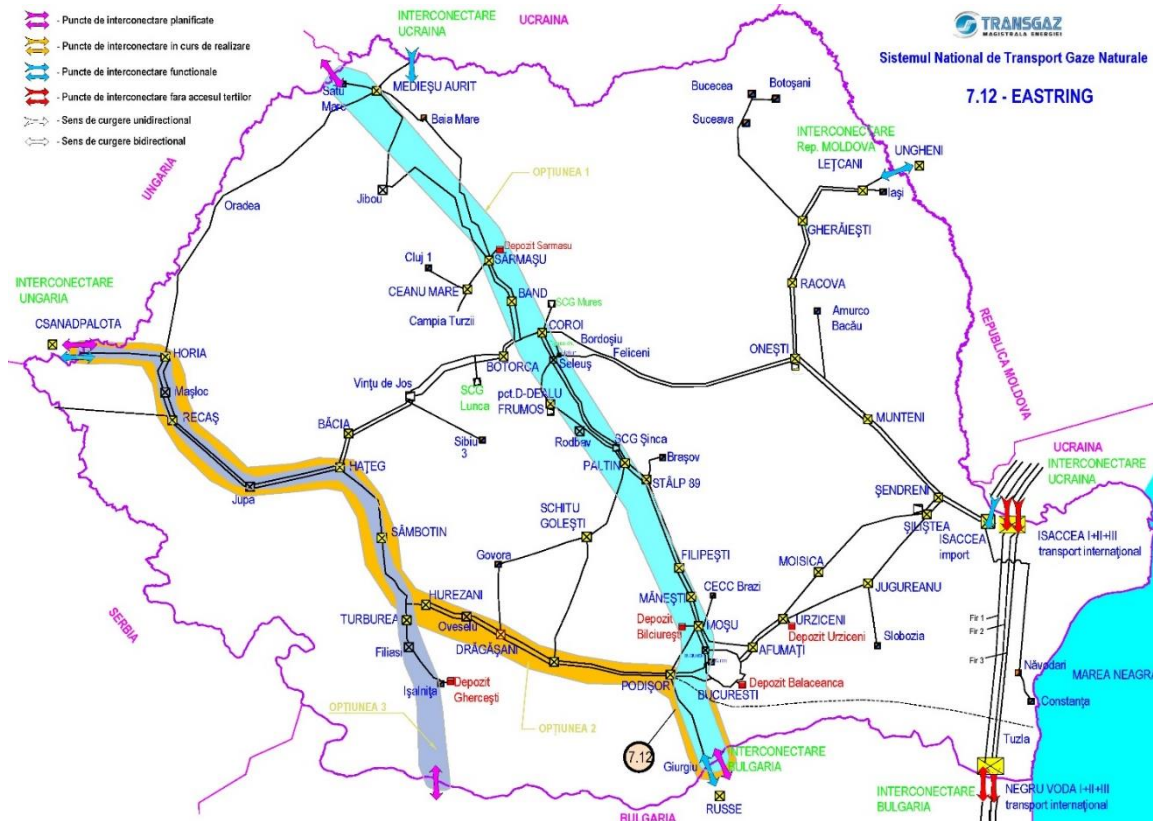 - Puncte de interconectare planificate
- Puncte de interconectare in curs de realizare
- Puncte de interconectare functionale
- Puncte de interconectare fara accesul tertilor
- Sens de curgere unidirectional
- Sens de curgere bidirectional
TRANSGAZ
MAGISTRALA ENERGIEI
Sistemul National de Transport Gaze Naturale
7.12 - EASTRING
INTERCONECTARE
UCRAINA
UCRAINA
UCRAINA
Satu
Mare
MEDIEŞU AURIT
Baia Mare
Bucecea
Botoşani
Suceava
INTERCONECTARE
Rep. MOLDOVA
LEŢCANI
UNGHENI
Iaşi
UNGARIA
OPŢIUNEA 1
Jibou
Oradea
GHERĂIEŞTI
Depozit Sarmasu
SĂRMAŞU
Cluj 1
CEANU MARE
Campia Turzii
BAND
RACOVA
INTERCONECTARE
UNGARIA
CSANADPALOTA
SCG Mures
COROI
Bordoşiu
Feliceni
Amurco
Bacău
REPUBLICA MOLDOVA
HORIA
BOTORCA
Seleuş
ONEŞTI
Maşloc
RECAŞ
Vinţu de Jos
SCG
Lunca
pct.D-DEALU
FRUMOS
MUNTENI
BĂCIA
Sibiu
3
Rodbav
SCG Şinca
Braşov
PALTIN
STÂLP 89
UCRAINA
INTERCONECTARE
UCRAINA
HAŢEG
Jupa
ŞENDRENI
ŞILIŞTEA
ISACCEA
import
ISACCEA I+II+III
transport internaţional
SÂMBOTIN
SCHITU
GOLEŞTI
Govora
FILIPEŞTI
MOISICA
JUGUREANU
CECC Brazi
MĂNEŞTI
SERBIA
HUREZANI
TURBUREA
Oveselu
DRĂGĂŞANI
Filiasi
Depozit
Bilciureşti
MOŞU
URZICENI
Depozit Urziceni
Slobozia
AFUMAŢI
Fir 1
Fir 2
Fir 3
Işalniţa
Depozit
Gherceşti
PODIŞOR
BUCURESTI
Depozit Balaceanca
Năvodari
MAREA NEAGRA
Constanţa
OPŢIUNEA 3
OPŢIUNEA 2
Tuzla
7.12
Giurgiu
INTERCONECTARE
BULGARIA
RUSSE
BULGARIA
INTERCONECTARE
BULGARIA
NEGRU VODA I+II+III
transport internaţional